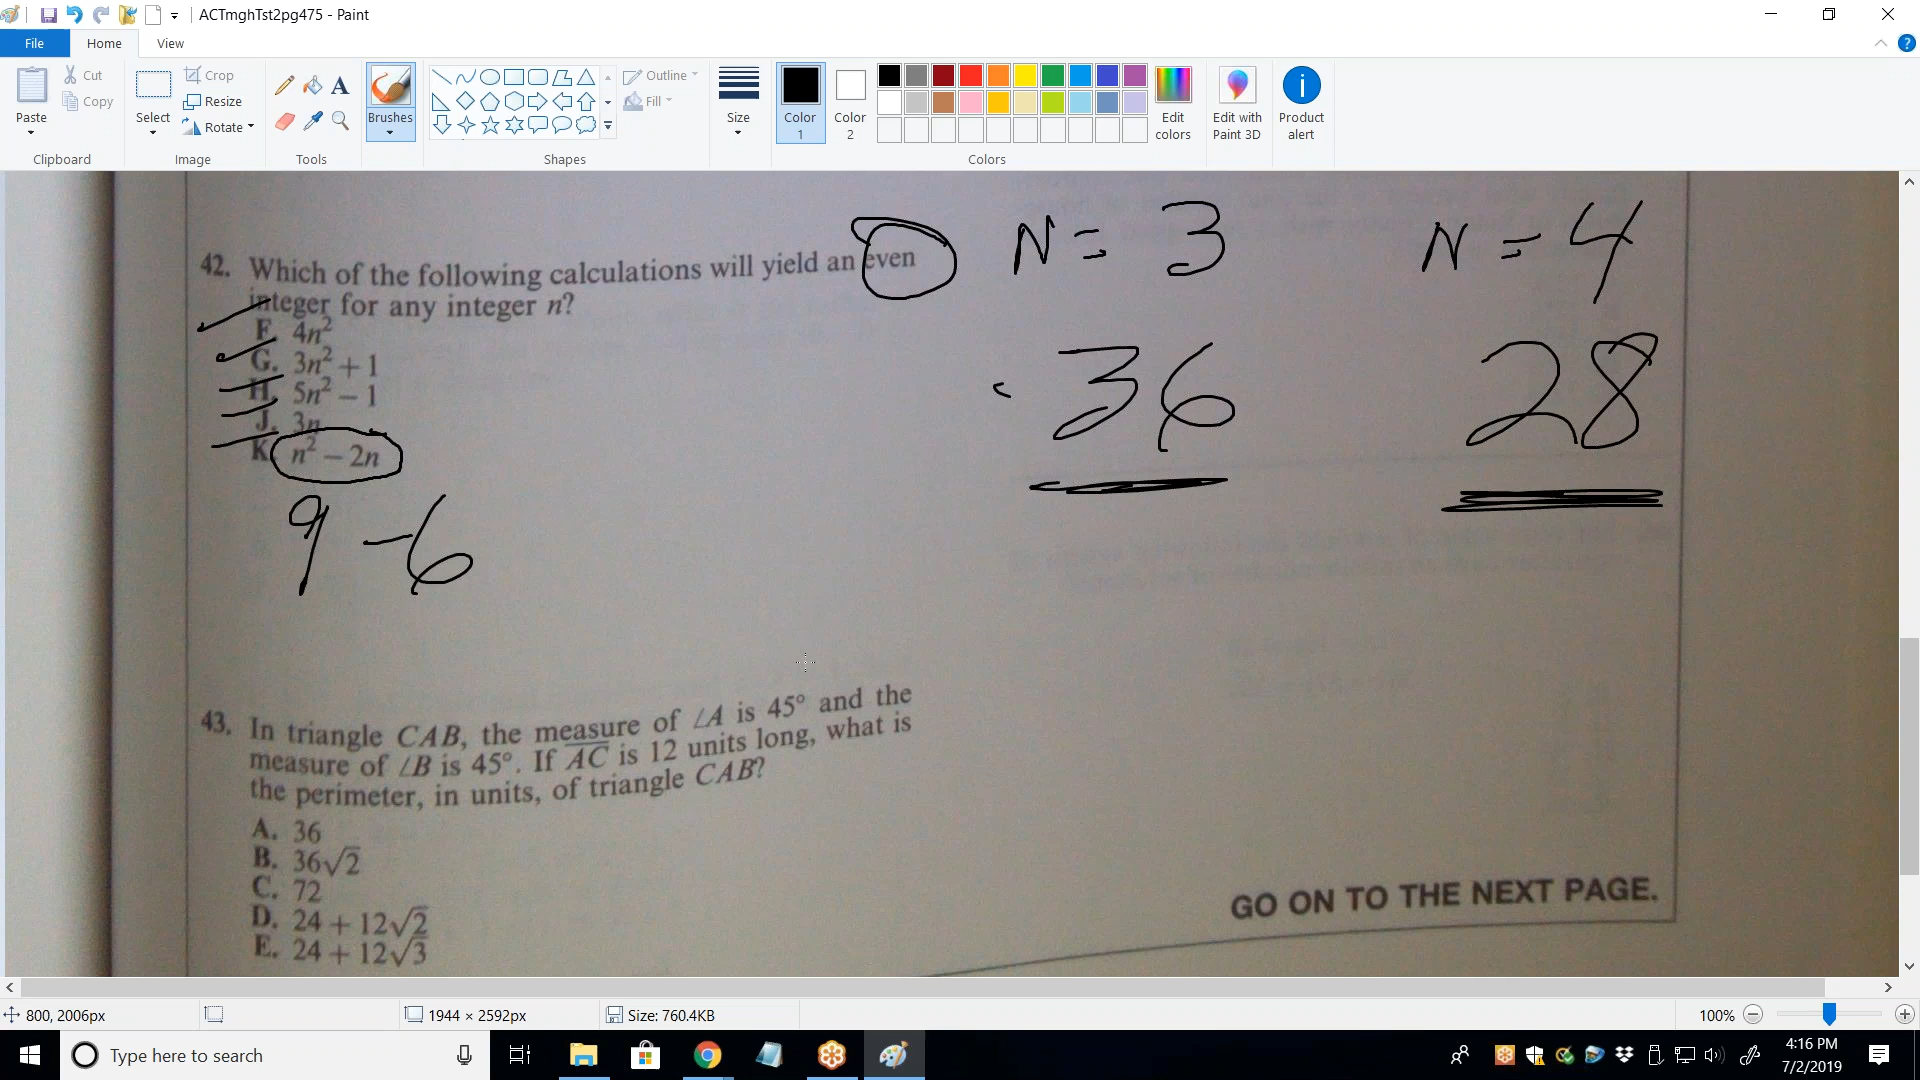 ACTmghTst2pg475 - Paint
File Home View
Paste
Cut
Copy
Clipboard
Select
Crop
Resize
Rotate
Image
A
Tools
Brushes
Outline
Fill
Shapes
Size
Color
1
Color
2
Edit
colors
Colors
Edit with
Paint 3D
Product
alert
42. Which of the following calculations will yield an even
integer for any integer n?
F. 4n²
G. 3n² + 1
H. 5n² – 1
J. 3n
K. n² – 2n
9 - 6
N = 3
N = 4
36
28
43. In triangle CAB, the measure of ∠A is 45° and the
measure of ∠B is 45°. If AC is 12 units long, what is
the perimeter, in units, of triangle CAB?
A. 36
B. 36√2
C. 72
D. 24 + 12√2
E. 24 + 12√3
GO ON TO THE NEXT PAGE.
800, 2006px
1944 × 2592px
Size: 760.4KB
100%
Type here to search
4:16 PM
7/2/2019